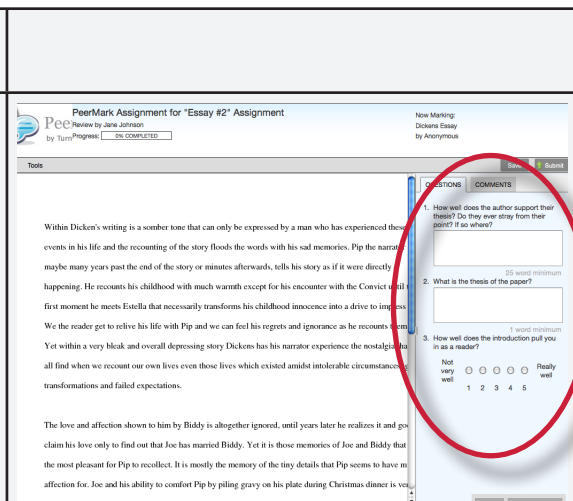 PeerMark Assignment for "Essay #2" Assignment
Pee Review by Jane Johnson
by Turn Progress: 0% COMPLETED
Now Marking:
Dickens Essay
by Anonymous
Tools
Save Submit
QUESTIONS COMMENTS
Within Dicken's writing is a somber tone that can only be expressed by a man who has experienced these
events in his life and the recounting of the story floods the words with his sad memories. Pip the narrat
maybe many years past the end of the story or minutes afterwards, tells his story as if it were directly
happening. He recounts his childhood with much warmth except for his encounter with the Convict until
first moment he meets Estella that necessarily transforms his childhood innocence into a drive to impress
We the reader get to relive his life with Pip and we can feel his regrets and ignorance as he recounts them
Yet within a very bleak and overall depressing story Dickens has his narrator experience the nostalgia
all find when we recount our own lives even those lives which existed amidst intolerable circumstances
transformations and failed expectations.
The love and affection shown to him by Biddy is altogether ignored, until years later he realizes it and
claim his love only to find out that Joe has married Biddy. Yet it is those memories of Joe and Biddy that
the most pleasant for Pip to recollect. It is mostly the memory of the tiny details that Pip seems to have
affection for. Joe and his ability to comfort Pip by piling gravy on his plate during Christmas dinner is
1. How well does the author support their
thesis? Do they ever stray from their
point? If so where?
25 word minimum
2. What is the thesis of the paper?
1 word minimum
3. How well does the introduction pull you
in as a reader?
Not
very
well
Really
well
1 2 3 4 5